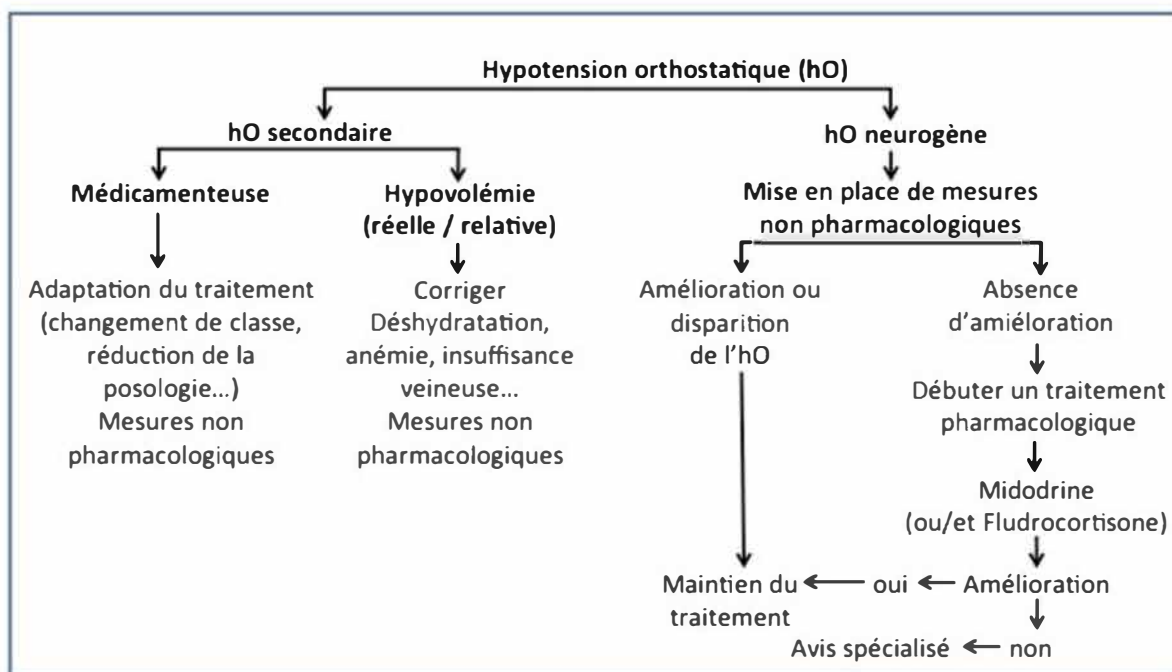 Hypotension orthostatique (hO)
hO secondaire
hO neurogène
Médicamenteuse
Hypovolémie
(réelle / relative)
Mise en place de mesures
non pharmacologiques
Adaptation du traitement
(changement de classe,
réduction de la
posologie...)
Mesures non
pharmacologiques
Corriger
Déshydratation,
anémie, insuffisance
veineuse...
Mesures non
pharmacologiques
Amélioration ou
disparition
de l'hO
Absence
d'amiéloration
Débuter un traitement
pharmacologique
Midodrine
(ou/et Fludrocortisone)
Maintien du
traitement
oui
Amélioration
Avis spécialisé
non